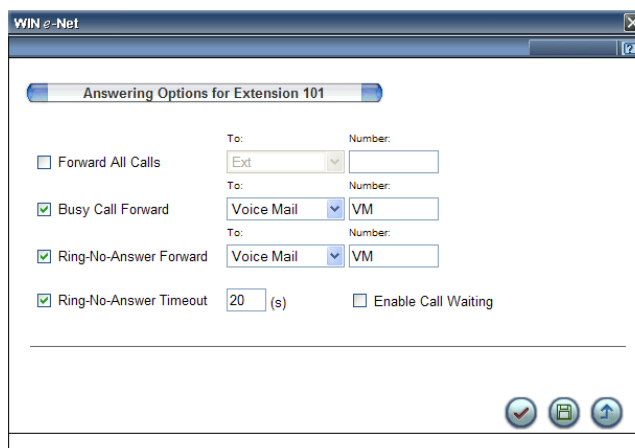 WIN e-Net
?
Answering Options for Extension 101
To: Number:
Forward All Calls Ext
To: Number:
Busy Call Forward Voice Mail VM
To: Number:
Ring-No-Answer Forward Voice Mail VM
Ring-No-Answer Timeout 20 (s) Enable Call Waiting